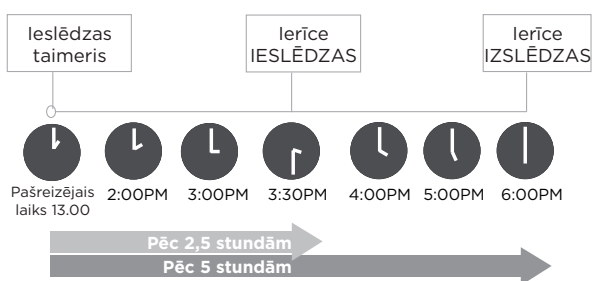 Ieslēdzas
taimeris
Ierīce
IESLĒDZAS
Ierīce
IZSLĒDZAS
Pašreizējais
laiks 13.00
2:00PM
3:00PM
3:30PM
4:00PM
5:00PM
6:00PM
Pēc 2,5 stundām
Pēc 5 stundām